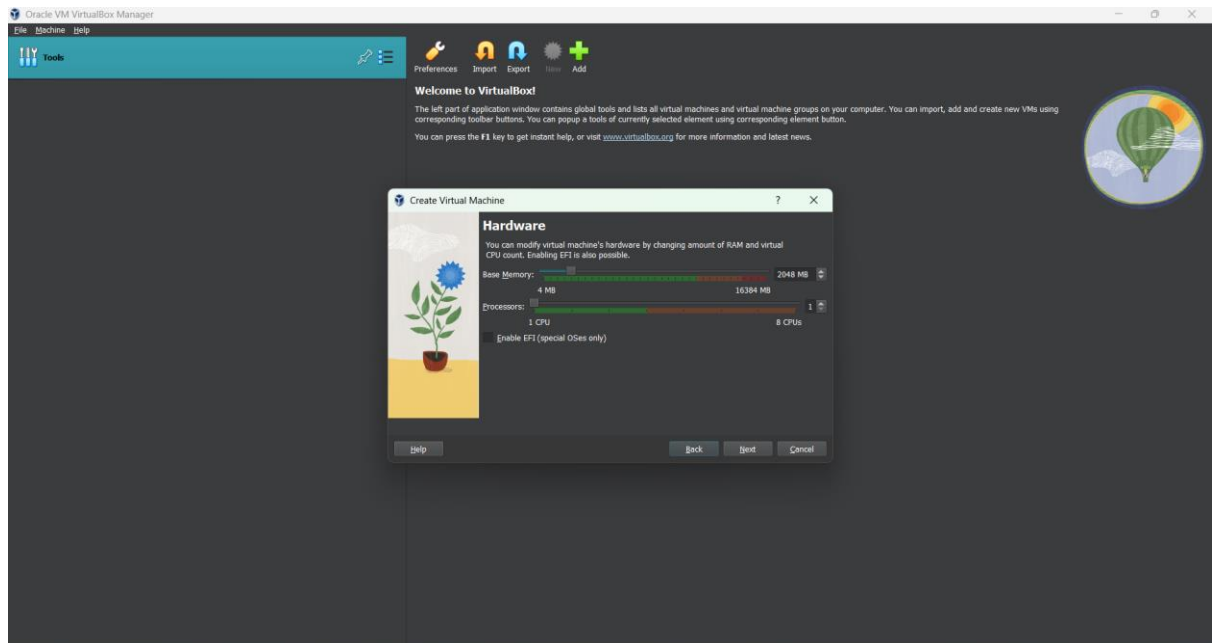 Oracle VM VirtualBox Manager
File Machine Help
Tools
Preferences Import Export New Add
Welcome to VirtualBox!
The left part of application window contains global tools and lists all virtual machines and virtual machine groups on your computer. You can import, add and create new VMs using
corresponding toolbar buttons. You can popup a tools of currently selected element using corresponding element button.
You can press the F1 key to get instant help, or visit www.virtualbox.org for more information and latest news.
Create Virtual Machine ?
Hardware
You can modify virtual machine's hardware by changing amount of RAM and virtual
CPU count. Enabling EFI is also possible.
Base Memory: 2048 MB
4 MB 16384 MB
Processors: 1
1 CPU 8 CPUs
Enable EFI (special OSes only)
Help Back Next Cancel